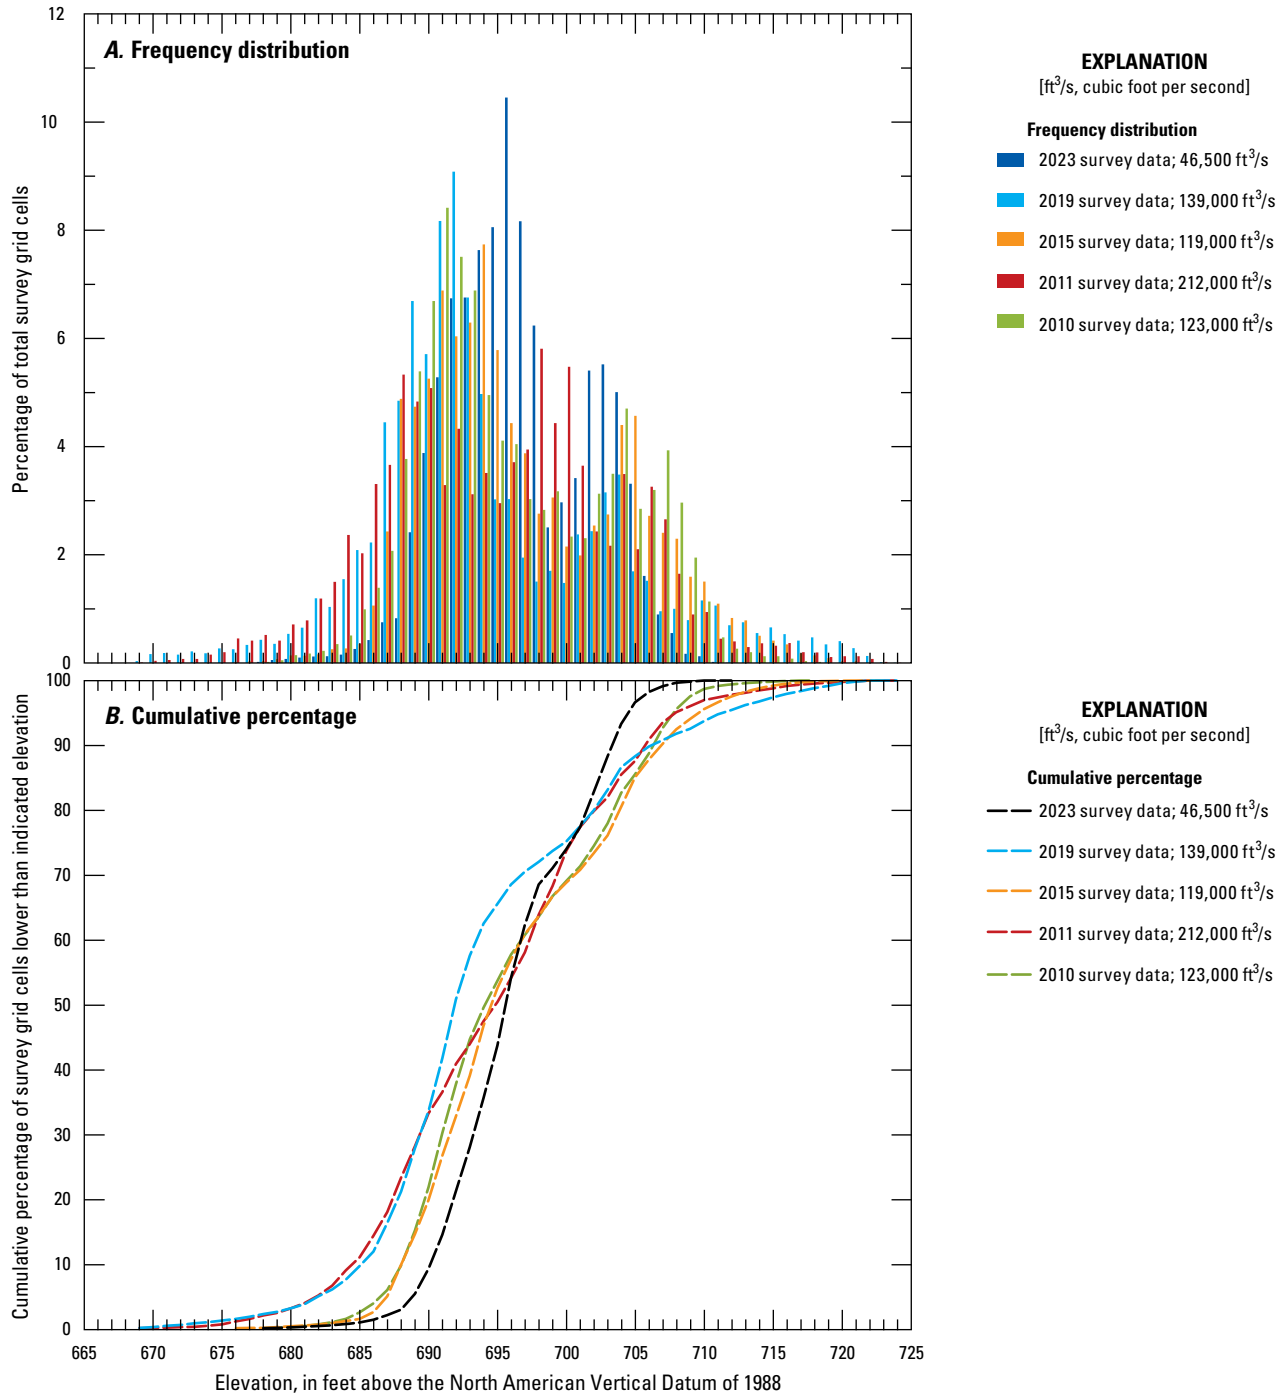 A. Frequency distribution
12
10
8
6
4
2
0
Percentage of total survey grid cells
EXPLANATION
[ft³/s, cubic foot per second]
Frequency distribution
2023 survey data; 46,500 ft³/s
2019 survey data; 139,000 ft³/s
2015 survey data; 119,000 ft³/s
2011 survey data; 212,000 ft³/s
2010 survey data; 123,000 ft³/s
B. Cumulative percentage
100
90
80
70
60
50
40
30
20
10
0
Cumulative percentage of survey grid cells lower than indicated elevation
665 670 675 680 685 690 695 700 705 710 715 720 725
Elevation, in feet above the North American Vertical Datum of 1988
EXPLANATION
[ft³/s, cubic foot per second]
Cumulative percentage
2023 survey data; 46,500 ft³/s
2019 survey data; 139,000 ft³/s
2015 survey data; 119,000 ft³/s
2011 survey data; 212,000 ft³/s
2010 survey data; 123,000 ft³/s